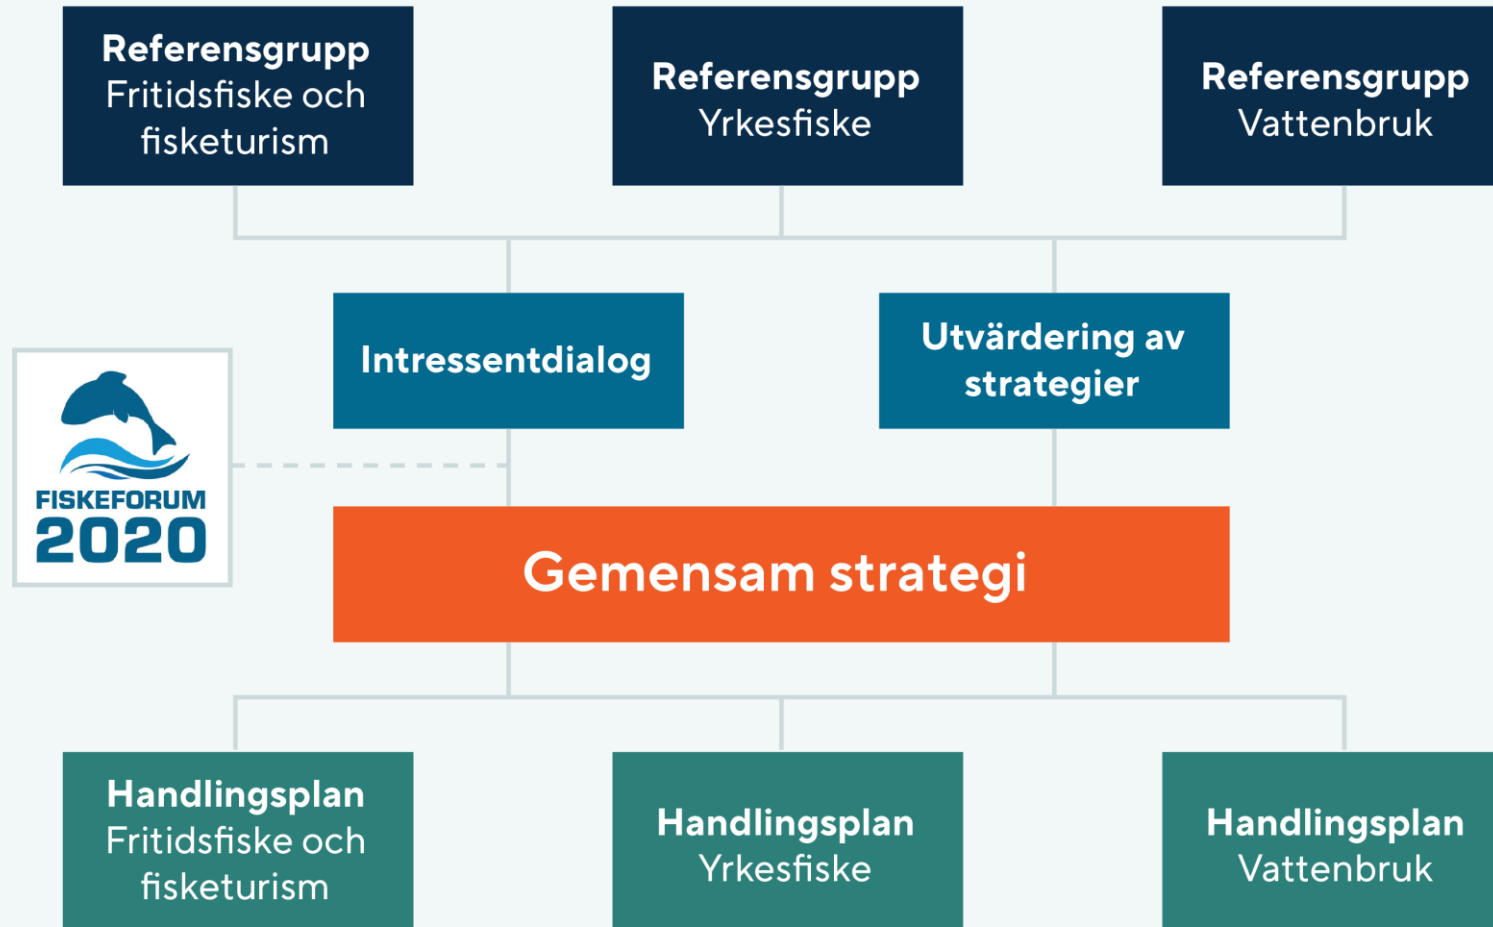 Referensgrupp
Fritidsfiske och
fisketurism
Referensgrupp
Yrkesfiske
Referensgrupp
Vattenbruk
Intressentdialog
Utvärdering av
strategier
FISKEFORUM
2020
Gemensam strategi
Handlingsplan
Fritidsfiske och
fisketurism
Handlingsplan
Yrkesfiske
Handlingsplan
Vattenbruk